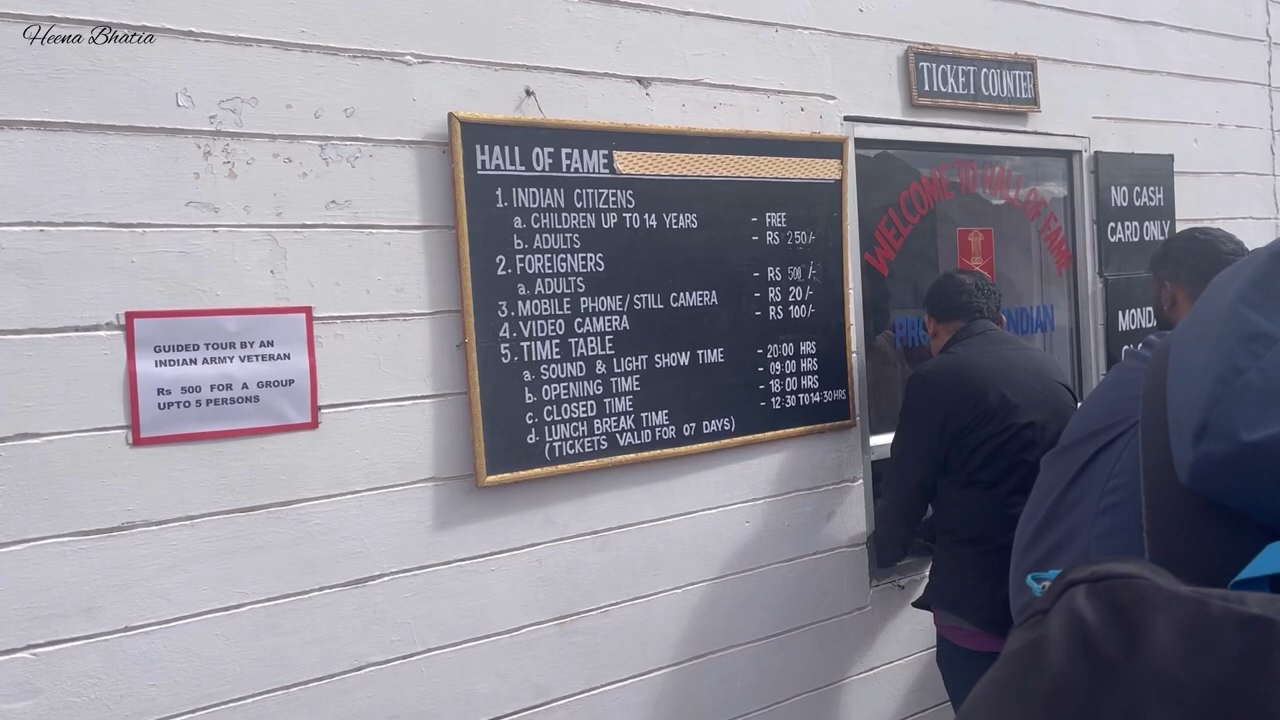 Heena Bhatia
TICKET COUNTER
HALL OF FAME
1. INDIAN CITIZENS
a. CHILDREN UP TO 14 YEARS - FREE
b. ADULTS - RS 250/-
2. FOREIGNERS
a. ADULTS - RS 500/-
3. MOBILE PHONE/STILL CAMERA - RS 20/-
4. VIDEO CAMERA - RS 100/-
5. TIME TABLE
a. SOUND & LIGHT SHOW TIME - 20:00 HRS
b. OPENING TIME - 09:00 HRS
c. CLOSED TIME - 18:00 HRS
d. LUNCH BREAK TIME - 12:30 TO 14:30 HRS
(TICKETS VALID FOR 07 DAYS)
GUIDED TOUR BY AN
INDIAN ARMY VETERAN
Rs 500 FOR A GROUP
UPTO 5 PERSONS
WELCOME TO HALL OF FAME
INDIAN
NO CASH
CARD ONLY